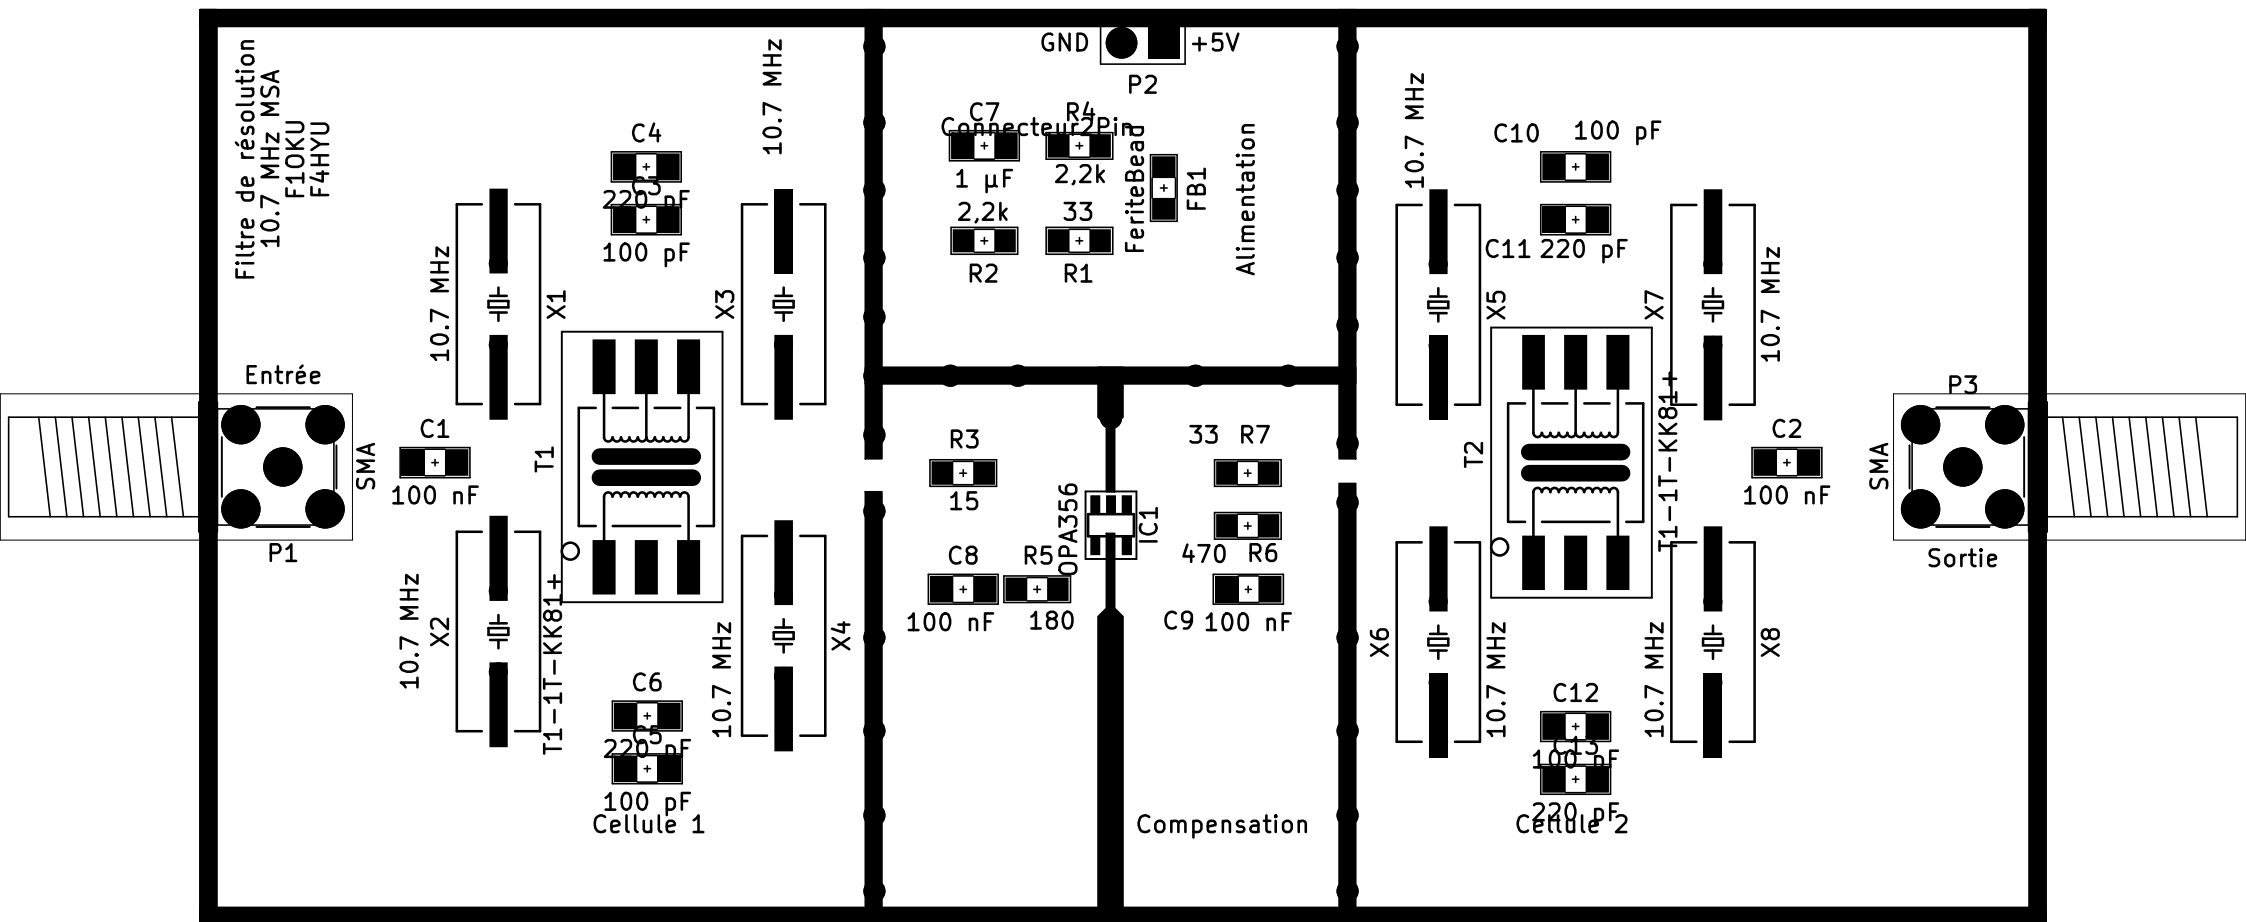 Filtre de résolution
10.7 MHz MSA
F1OKU
F4HYU
Entrée
P1
SMA
C1
100 nF
10.7 MHz
X1
10.7 MHz
X2
C4
220 pF
C3
100 pF
T1
T1-1T-KK81+
10.7 MHz
X3
10.7 MHz
X4
C6
220 pF
C5
100 pF
Cellule 1
GND
+5V
P2
Connecteur2Pin
C7
1 µF
R4
2,2k
2,2k
R2
33
R1
FeriteBead
FB1
Alimentation
R3
15
C8
100 nF
R5
180
OPA356
IC1
33
R7
470
R6
C9
100 nF
Compensation
10.7 MHz
X5
X6
10.7 MHz
C10
100 pF
C11
220 pF
T2
T1-1T-KK81+
X7
10.7 MHz
10.7 MHz
X8
C12
100 nF
C13
220 pF
Cellule 2
C2
100 nF
P3
SMA
Sortie